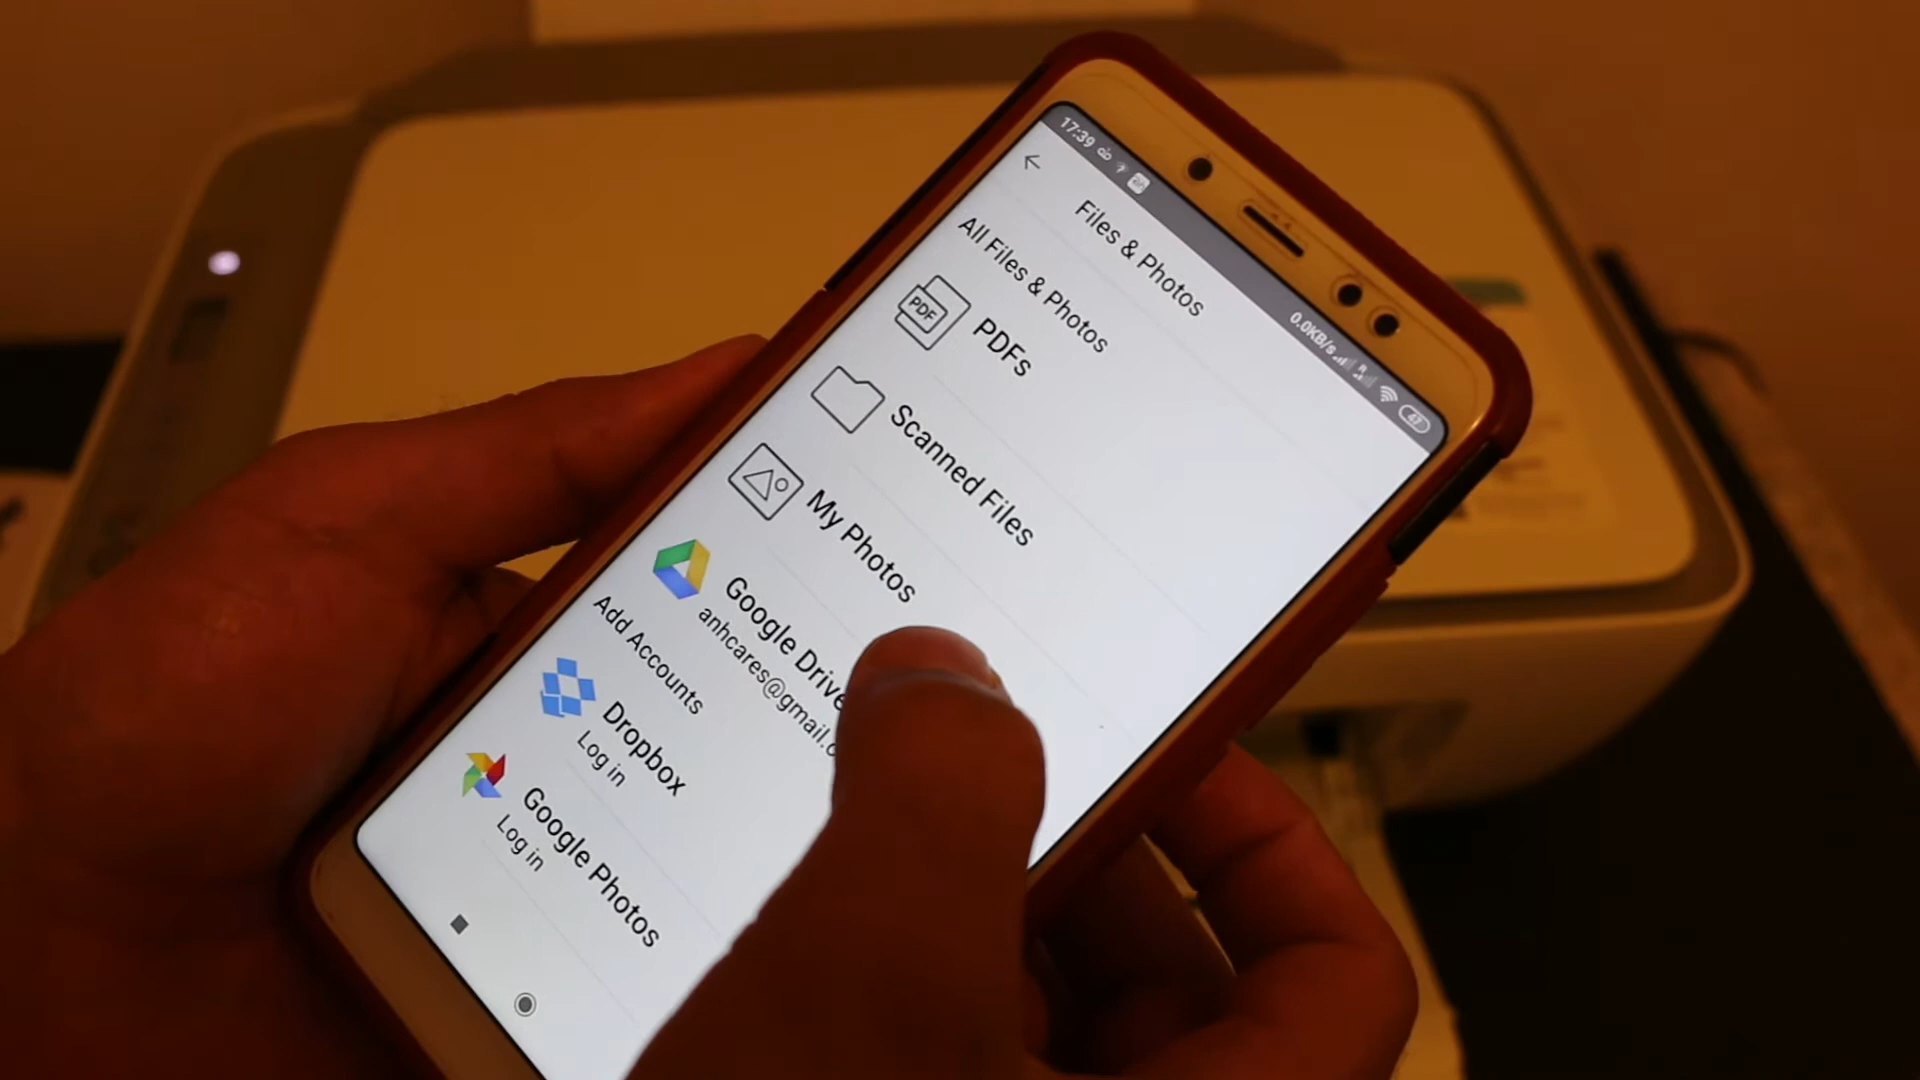 17:39
0.0KB/s
47
Files & Photos
All Files & Photos
PDF
PDFs
Scanned Files
My Photos
Google Drive
anhcares@gmail.c
Add Accounts
Dropbox
Log in
Google Photos
Log in